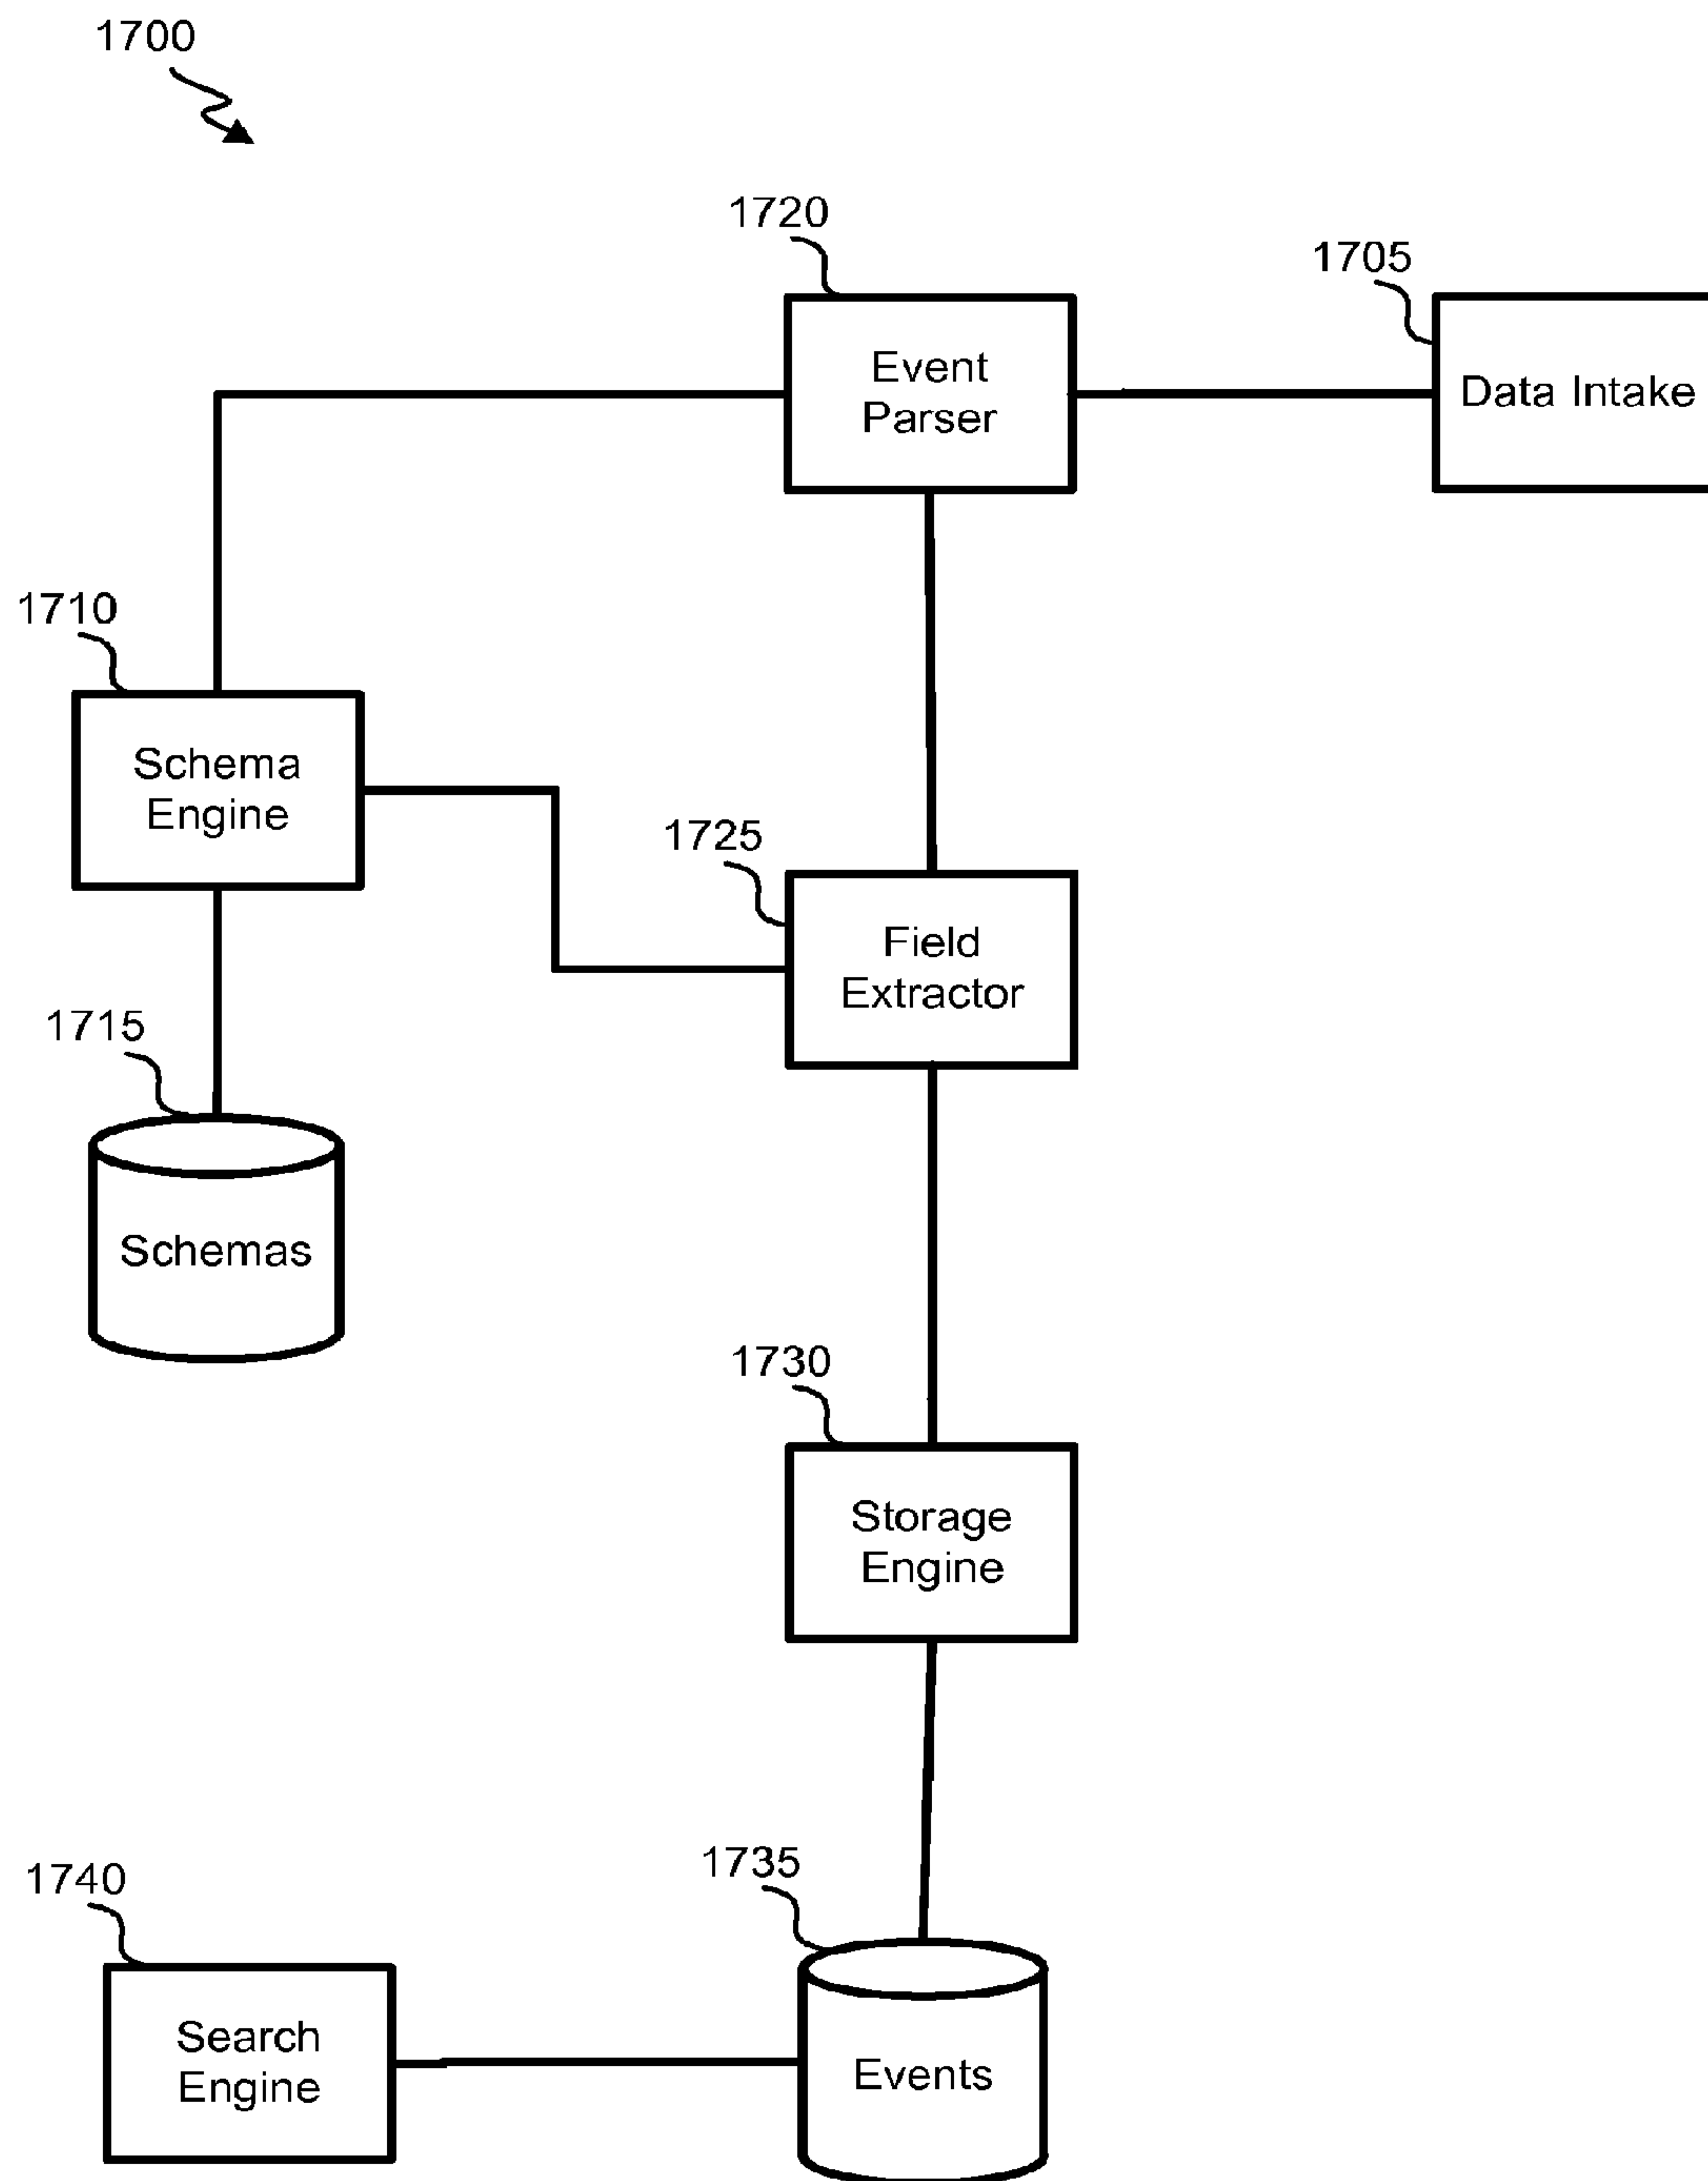 1700
1720
1705
Event
Parser
Data Intake
1710
Schema
Engine
1725
Field
Extractor
1715
Schemas
1730
Storage
Engine
1740
1735
Search
Engine
Events